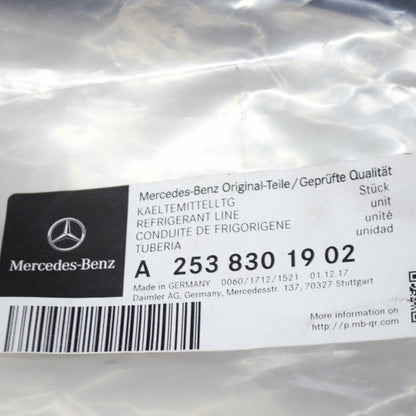 Mercedes-Benz Original-Teile/Geprüfte Qualität
KAELTEMITTELLTG Stück
REFRIGERANT LINE unit
CONDUITE DE FRIGORIGENE unité
TUBERIA unidad
Mercedes-Benz
A 253 830 19 02
Made in GERMANY 0060/1712/1521 01.12.17
Daimler AG, Germany, Mercedesstr. 137, 70327 Stuttgart
More information on
http://p.mb-qr.com/